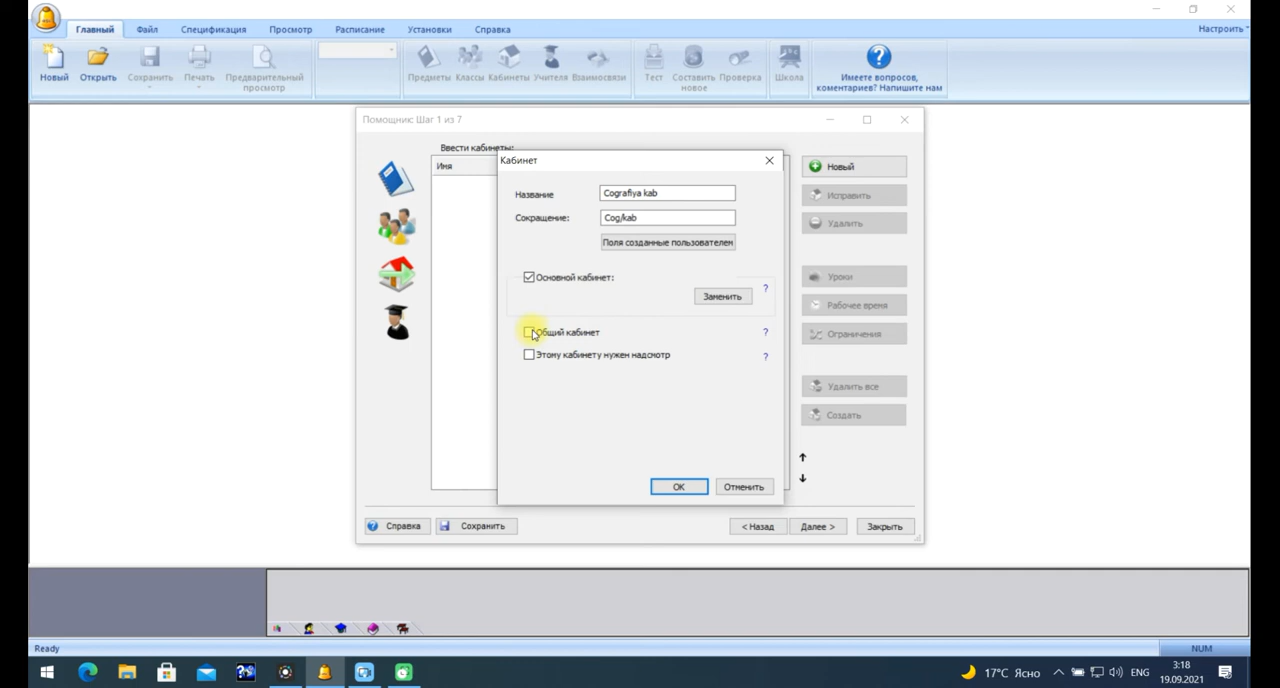 Главный Файл Спецификация Просмотр Расписание Установки Справка Настроить
Новый Открыть Сохранить Печать Предварительный просмотр Предметы Классы Кабинеты Учителя Взаимосвязи Тест Составить новое Проверка Школа Имеете вопросов, коментариев? Напишите нам
Помощник: Шаг 1 из 7
Ввести кабинеты:
Имя
Кабинет
Название Cografiya kab
Сокращение: Cog/kab
Поля созданные пользователен
Основной кабинет:
Заменить ?
Общий кабинет ?
Этому кабинету нужен надсмотр ?
OK Отменить
Новый
Исправить
Удалить
Уроки
Рабочее время
Ограничения
Удалить все
Создать
Справка Сохранить < Назад Далее > Закрыть
Ready NUM
17°C Ясно ENG 3:18
19.09.2021